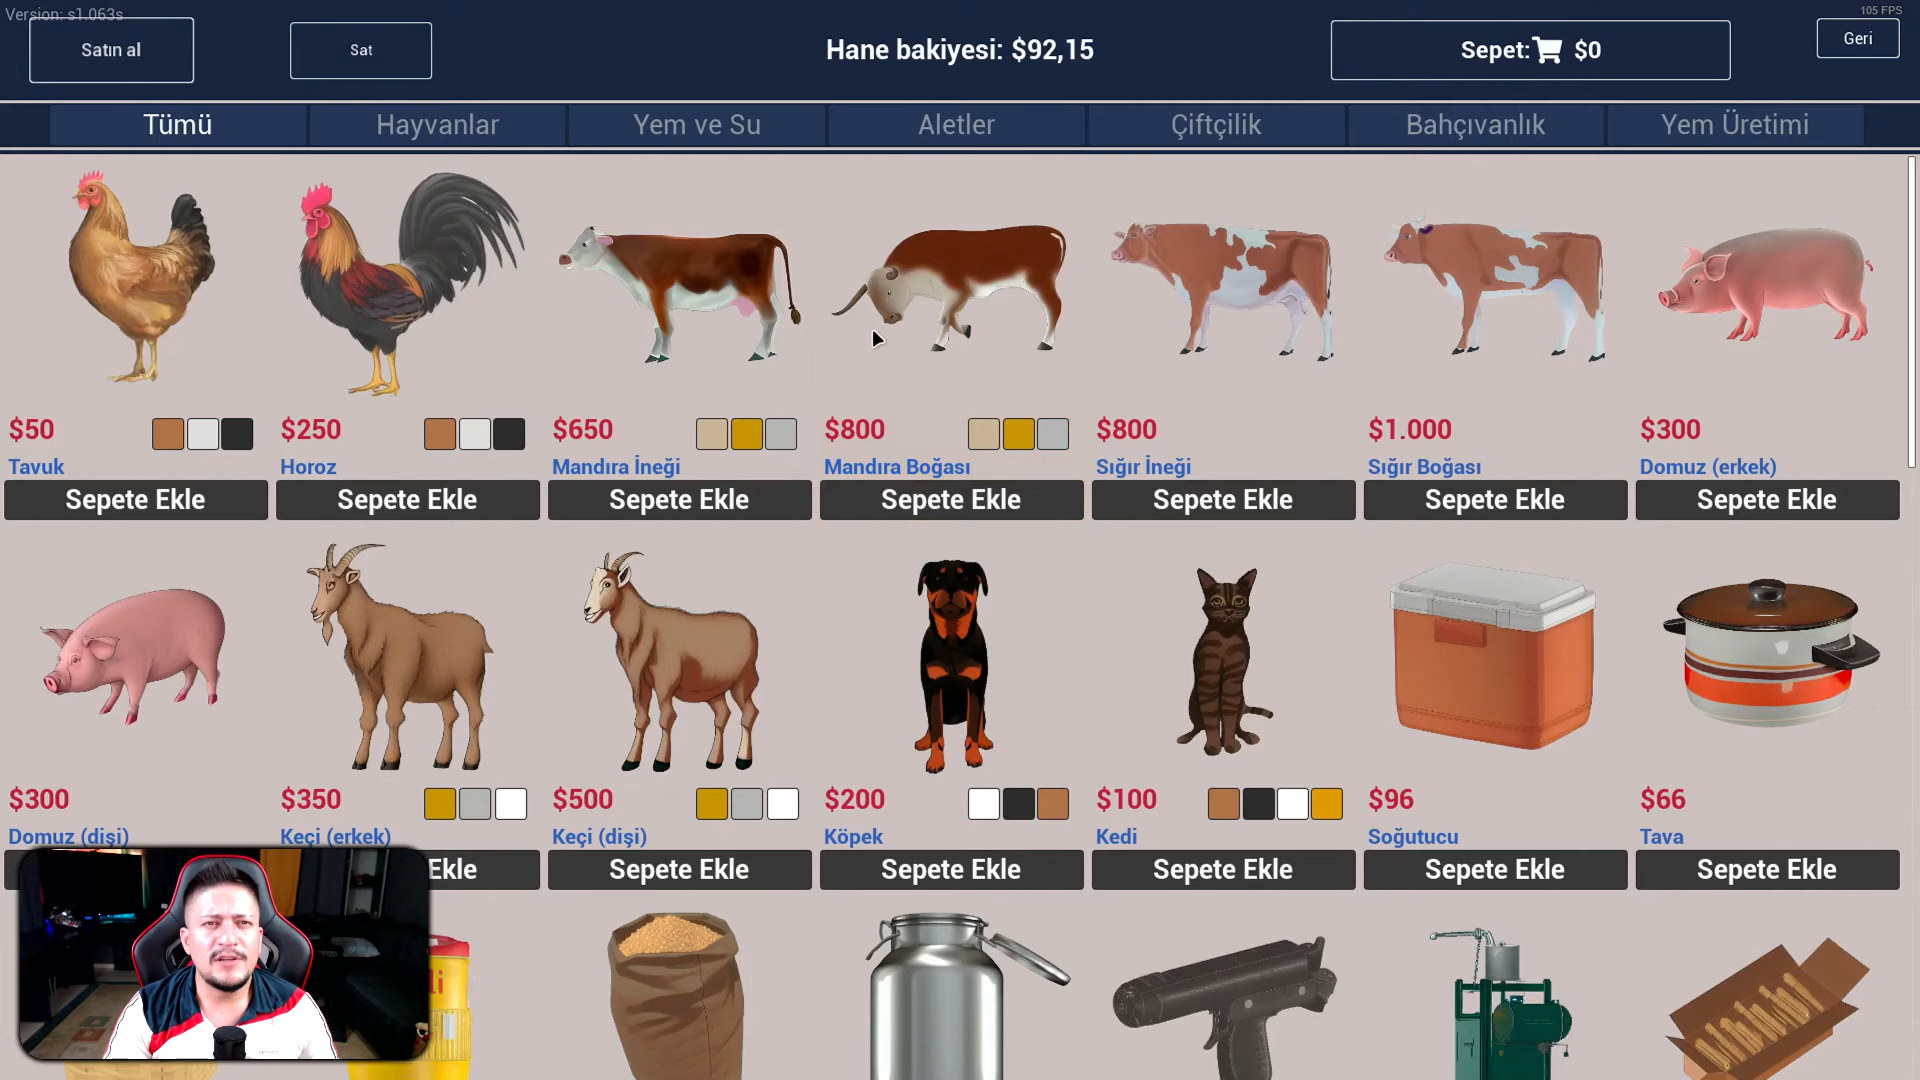 Version: s1.063s
105 FPS
Satın al
Sat
Hane bakiyesi: $92,15
Sepet: $0
Geri
Tümü
Hayvanlar
Yem ve Su
Aletler
Çiftçilik
Bahçıvanlık
Yem Üretimi
$50
$250
$650
$800
$800
$1.000
$300
Tavuk
Horoz
Mandıra İneği
Mandıra Boğası
Sığır İneği
Sığır Boğası
Domuz (erkek)
Sepete Ekle
Sepete Ekle
Sepete Ekle
Sepete Ekle
Sepete Ekle
Sepete Ekle
Sepete Ekle
$300
$350
$500
$200
$100
$96
$66
Domuz (dişi)
Keçi (erkek)
Keçi (dişi)
Köpek
Kedi
Soğutucu
Tava
Ekle
Sepete Ekle
Sepete Ekle
Sepete Ekle
Sepete Ekle
Sepete Ekle